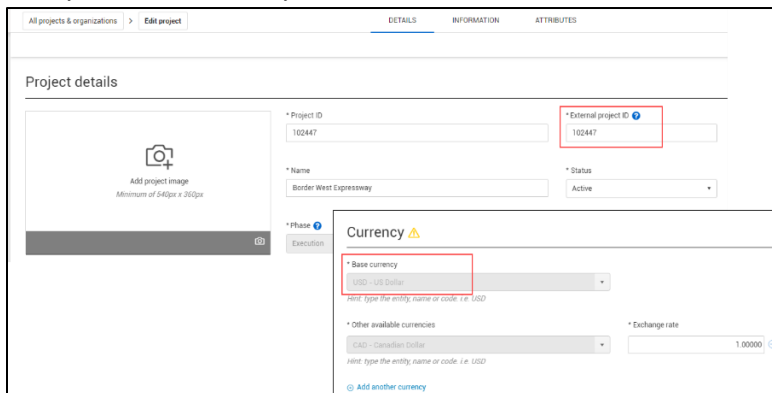 All projects & organizations > Edit project
DETAILS INFORMATION ATTRIBUTES
Project details
* Project ID
102447
* External project ID ?
102447
Add project image
Minimum of 540px x 360px
* Name
Border West Expressway
* Status
Active
* Phase ?
Execution
Currency
* Base currency
USD - US Dollar
Hint: type the entity, name or code. i.e. USD
* Other available currencies
CAD - Canadian Dollar
Hint: type the entity, name or code. i.e. USD
* Exchange rate
1.00000
Add another currency